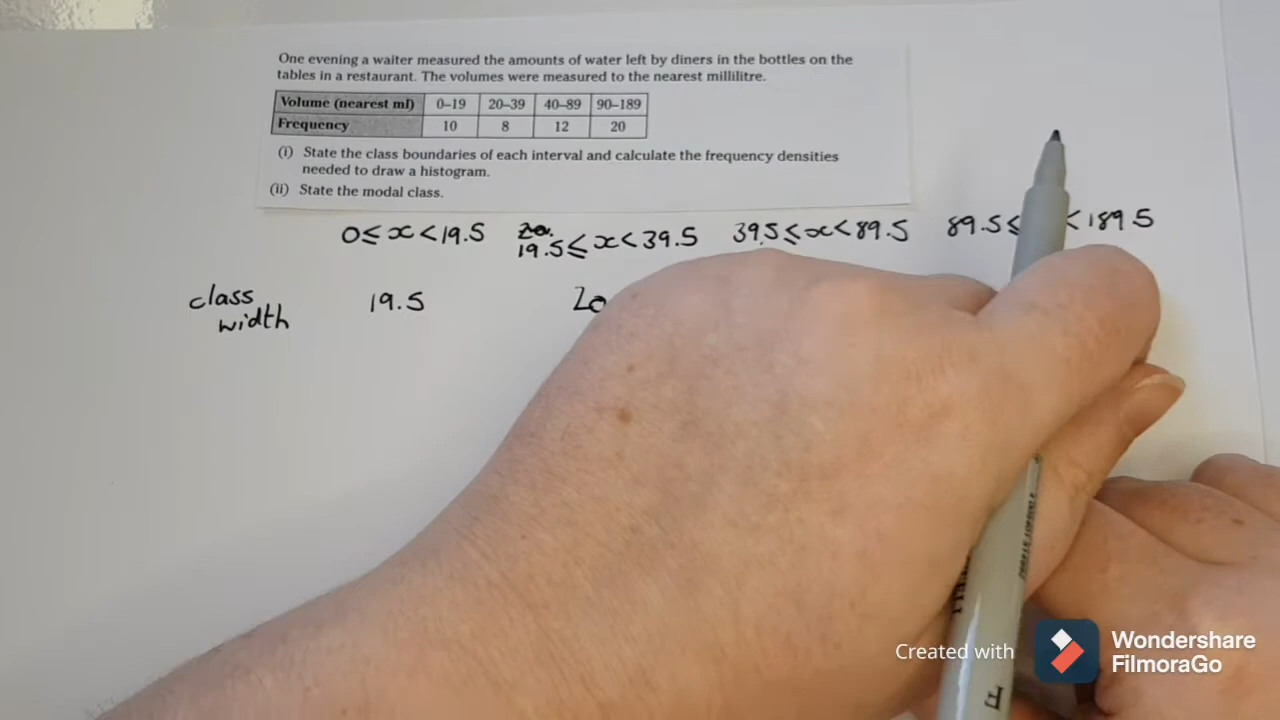 One evening a waiter measured the amounts of water left by diners in the bottles on the
tables in a restaurant. The volumes were measured to the nearest millilitre.
Volume (nearest ml) 0–19 20–39 40–89 90–189
Frequency 10 8 12 20
(i) State the class boundaries of each interval and calculate the frequency densities
needed to draw a histogram.
(ii) State the modal class.
0≤x<19.5 19.5≤x<39.5 39.5≤x<89.5 89.5≤ <189.5
class
width 19.5 20
Created with Wondershare
FilmoraGo